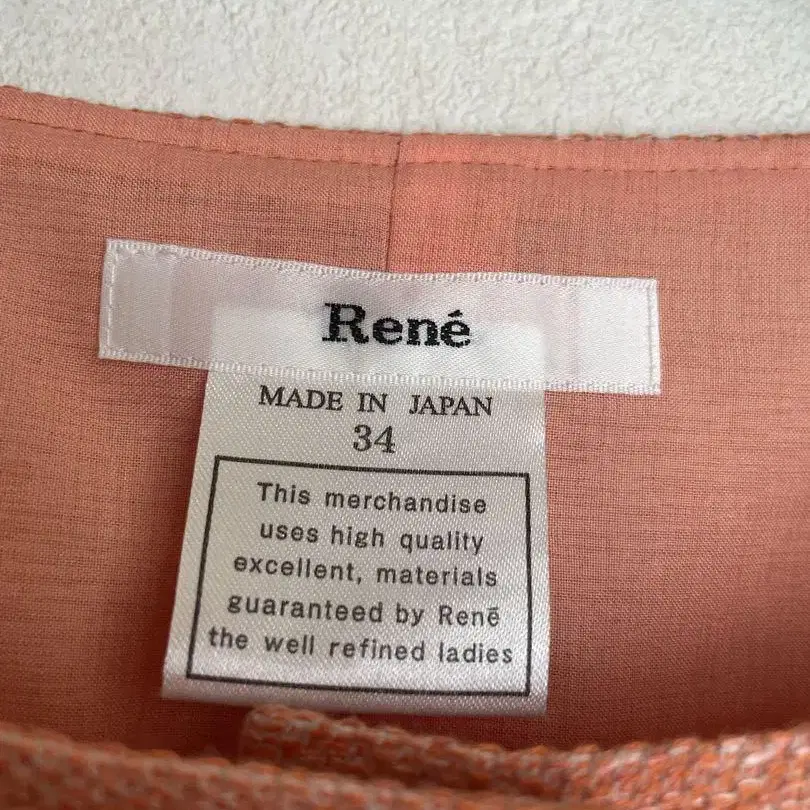 René
MADE IN JAPAN
34
This merchandise
uses high quality
excellent, materials
guaranteed by Renē
the well refined ladies